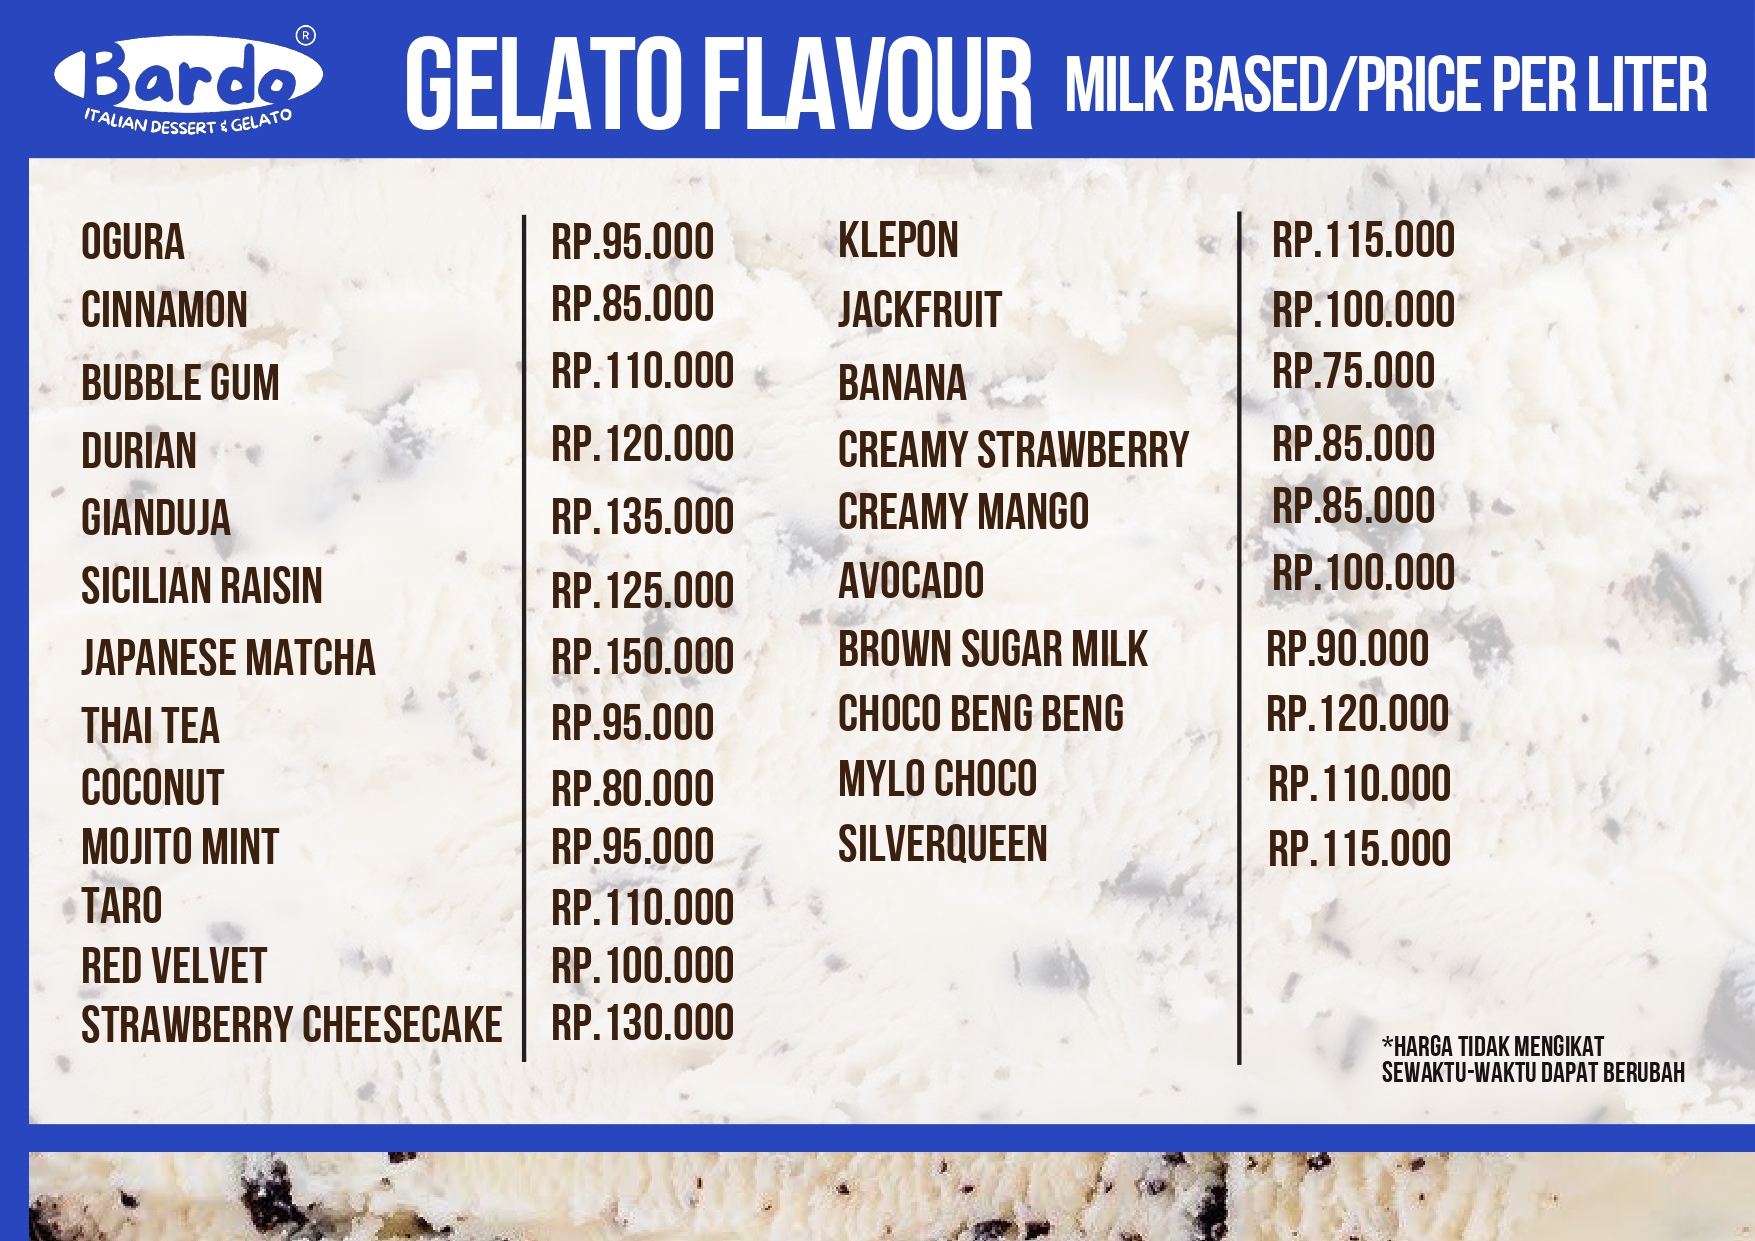 Bardo ®
ITALIAN DESSERT & GELATO
GELATO FLAVOUR MILK BASED/PRICE PER LITER
OGURA RP.95.000
CINNAMON RP.85.000
BUBBLE GUM RP.110.000
DURIAN RP.120.000
GIANDUJA RP.135.000
SICILIAN RAISIN RP.125.000
JAPANESE MATCHA RP.150.000
THAI TEA RP.95.000
COCONUT RP.80.000
MOJITO MINT RP.95.000
TARO RP.110.000
RED VELVET RP.100.000
STRAWBERRY CHEESECAKE RP.130.000
KLEPON RP.115.000
JACKFRUIT RP.100.000
BANANA RP.75.000
CREAMY STRAWBERRY RP.85.000
CREAMY MANGO RP.85.000
AVOCADO RP.100.000
BROWN SUGAR MILK RP.90.000
CHOCO BENG BENG RP.120.000
MYLO CHOCO RP.110.000
SILVERQUEEN RP.115.000
*HARGA TIDAK MENGIKAT
SEWAKTU-WAKTU DAPAT BERUBAH